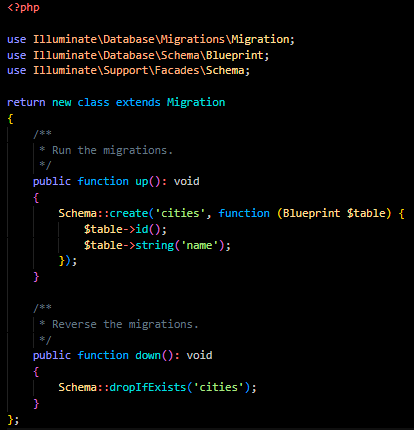 <?php
use Illuminate\Database\Migrations\Migration;
use Illuminate\Database\Schema\Blueprint;
use Illuminate\Support\Facades\Schema;
return new class extends Migration
{
    /**
     * Run the migrations.
     */
    public function up(): void
    {
        Schema::create('cities', function (Blueprint $table) {
            $table->id();
            $table->string('name');
        });
    }
    /**
     * Reverse the migrations.
     */
    public function down(): void
    {
        Schema::dropIfExists('cities');
    }
};